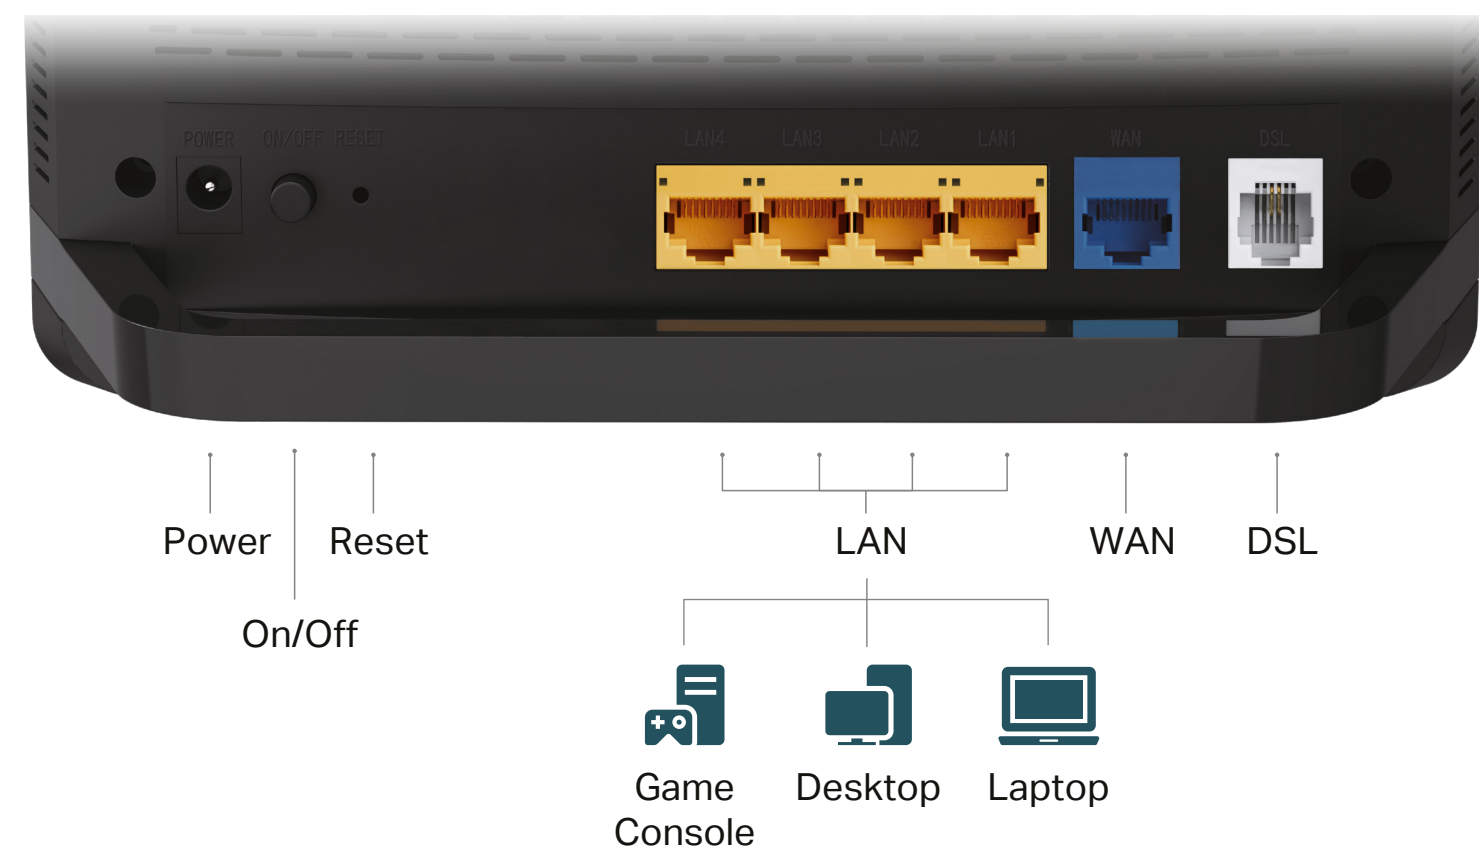 POWER ON/OFF RESET LAN4 LAN3 LAN2 LAN1 WAN DSL
Power Reset LAN WAN DSL
On/Off
Game Desktop Laptop
Console